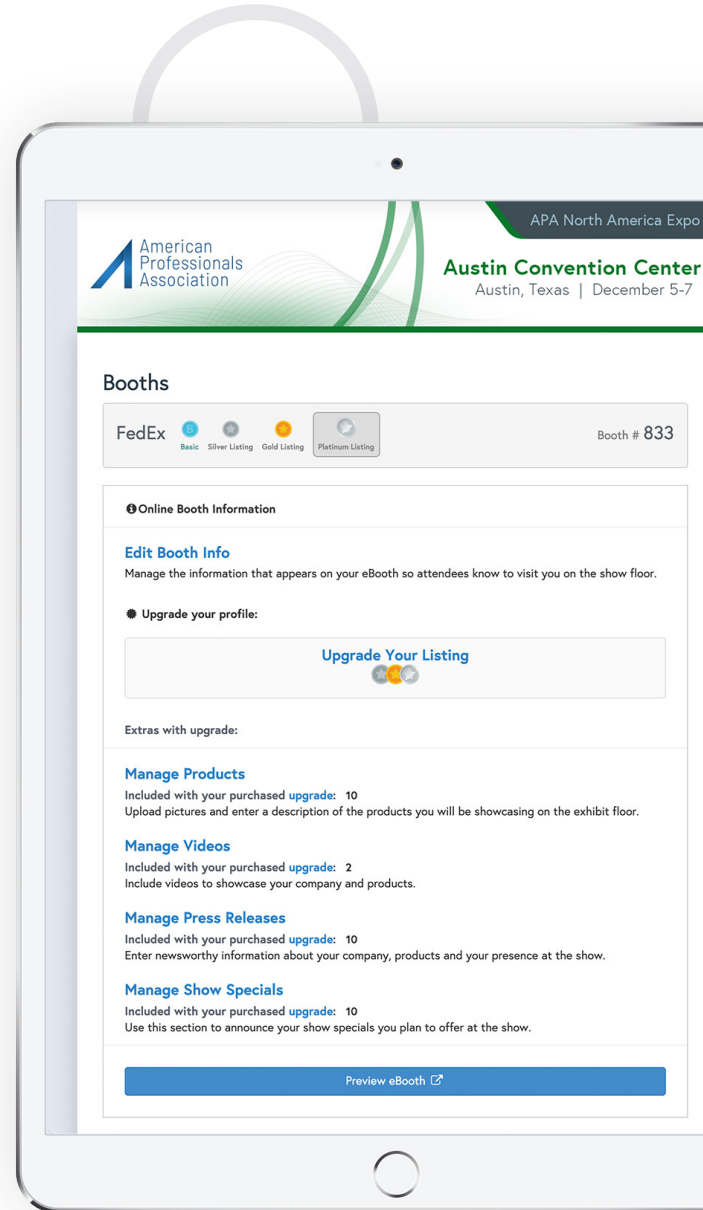 APA North America Expo
American
Professionals
Association
Austin Convention Center
Austin, Texas | December 5-7
Booths
FedEx
B
Basic
Silver Listing
Gold Listing
Platinum Listing
Booth # 833
Online Booth Information
Edit Booth Info
Manage the information that appears on your eBooth so attendees know to visit you on the show floor.
Upgrade your profile:
Upgrade Your Listing
Extras with upgrade:
Manage Products
Included with your purchased upgrade: 10
Upload pictures and enter a description of the products you will be showcasing on the exhibit floor.
Manage Videos
Included with your purchased upgrade: 2
Include videos to showcase your company and products.
Manage Press Releases
Included with your purchased upgrade: 10
Enter newsworthy information about your company, products and your presence at the show.
Manage Show Specials
Included with your purchased upgrade: 10
Use this section to announce your show specials you plan to offer at the show.
Preview eBooth